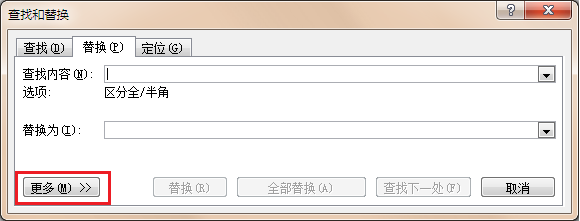 查找和替换
查找(D) 替换(P) 定位(G)
查找内容(N):
选项: 区分全/半角
替换为(I):
更多(M) >> 替换(R) 全部替换(A) 查找下一处(F) 取消